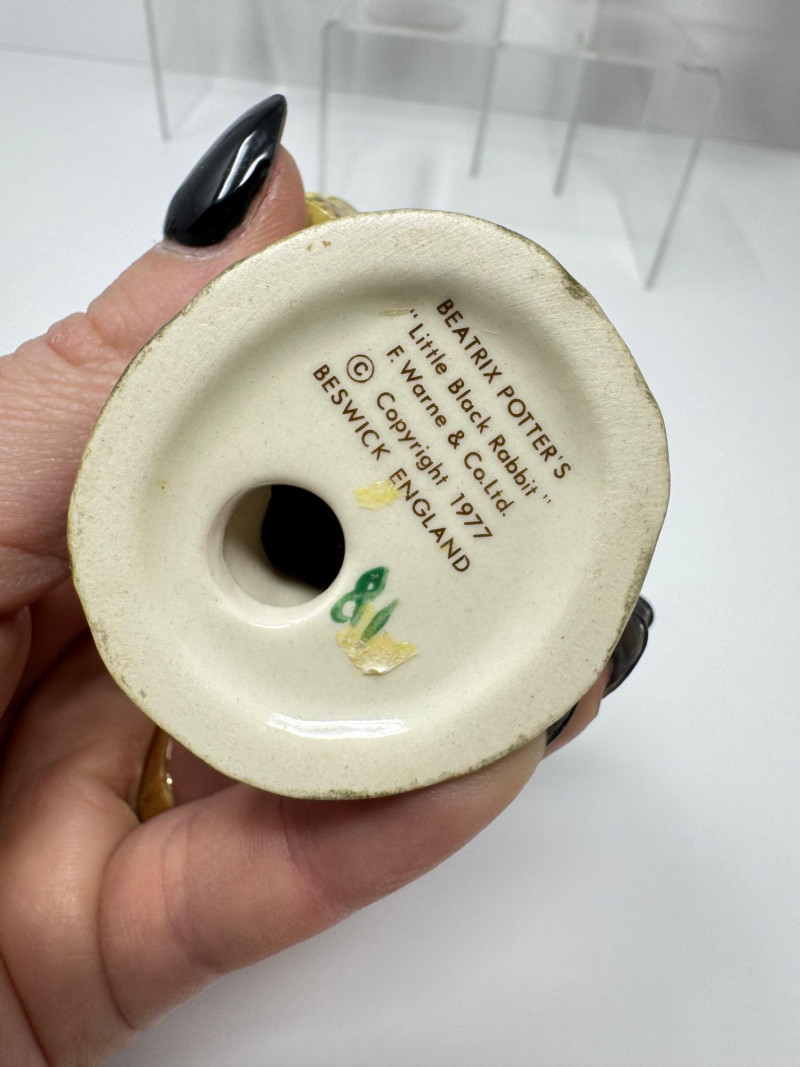 BEATRIX POTTER'S
"Little Black Rabbit"
F. Warne & Co.Ltd.
© Copyright 1977
BESWICK ENGLAND